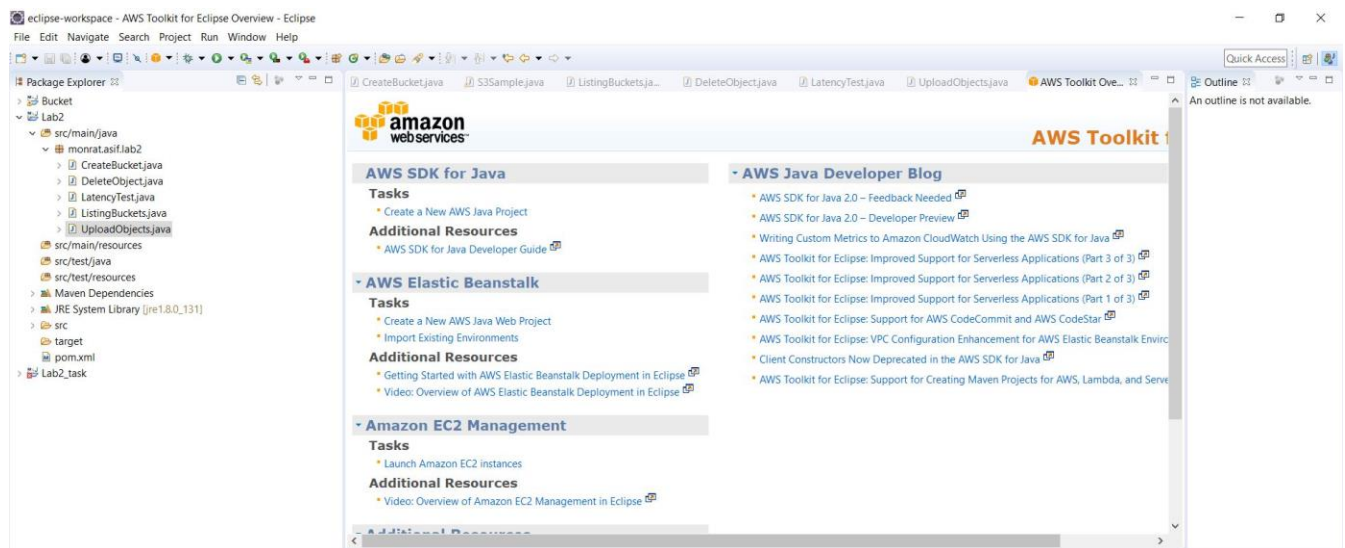 eclipse-workspace - AWS Toolkit for Eclipse Overview - Eclipse
File Edit Navigate Search Project Run Window Help
Quick Access
Package Explorer
Bucket
Lab2
src/main/java
monrat.asif.lab2
CreateBucket.java
DeleteObject.java
LatencyTest.java
ListingBuckets.java
UploadObjects.java
src/main/resources
src/test/java
src/test/resources
Maven Dependencies
JRE System Library [jre1.8.0_131]
src
target
pom.xml
Lab2_task
CreateBucket.java S3Sample.java ListingBuckets.ja... DeleteObject.java LatencyTest.java UploadObjects.java AWS Toolkit Ove...
amazon
webservices™
AWS Toolkit f
AWS SDK for Java
Tasks
Create a New AWS Java Project
Additional Resources
AWS SDK for Java Developer Guide
AWS Elastic Beanstalk
Tasks
Create a New AWS Java Web Project
Import Existing Environments
Additional Resources
Getting Started with AWS Elastic Beanstalk Deployment in Eclipse
Video: Overview of AWS Elastic Beanstalk Deployment in Eclipse
Amazon EC2 Management
Tasks
Launch Amazon EC2 instances
Additional Resources
Video: Overview of Amazon EC2 Management in Eclipse
Additional Resources
AWS Java Developer Blog
AWS SDK for Java 2.0 – Feedback Needed
AWS SDK for Java 2.0 – Developer Preview
Writing Custom Metrics to Amazon CloudWatch Using the AWS SDK for Java
AWS Toolkit for Eclipse: Improved Support for Serverless Applications (Part 3 of 3)
AWS Toolkit for Eclipse: Improved Support for Serverless Applications (Part 2 of 3)
AWS Toolkit for Eclipse: Improved Support for Serverless Applications (Part 1 of 3)
AWS Toolkit for Eclipse: Support for AWS CodeCommit and AWS CodeStar
AWS Toolkit for Eclipse: VPC Configuration Enhancement for AWS Elastic Beanstalk Envirc
Client Constructors Now Deprecated in the AWS SDK for Java
AWS Toolkit for Eclipse: Support for Creating Maven Projects for AWS, Lambda, and Serve
Outline
An outline is not available.